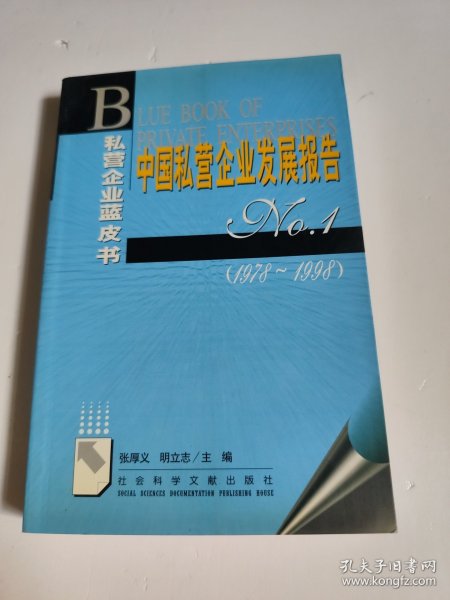 BLUE BOOK OF
PRIVATE ENTERPRISES
私营企业蓝皮书
中国私营企业发展报告
No.1
(1978~1998)
张厚义 明立志/主 编
社会科学文献出版社
SOCIAL SCIENCES DOCUMENTATION PUBLISHING HOUSE
孔夫子旧书网
www.kongfz.com